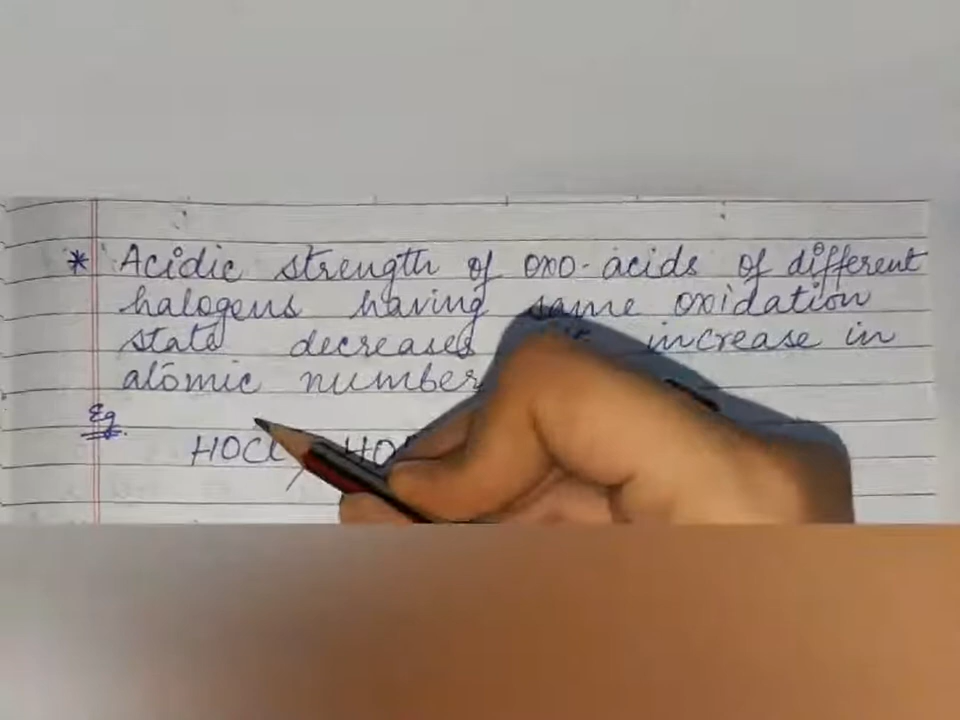 * Acidic strength of oxo-acids of different
halogens having same oxidation
state decreases increase in
atomic number
Eg
HOCl HO